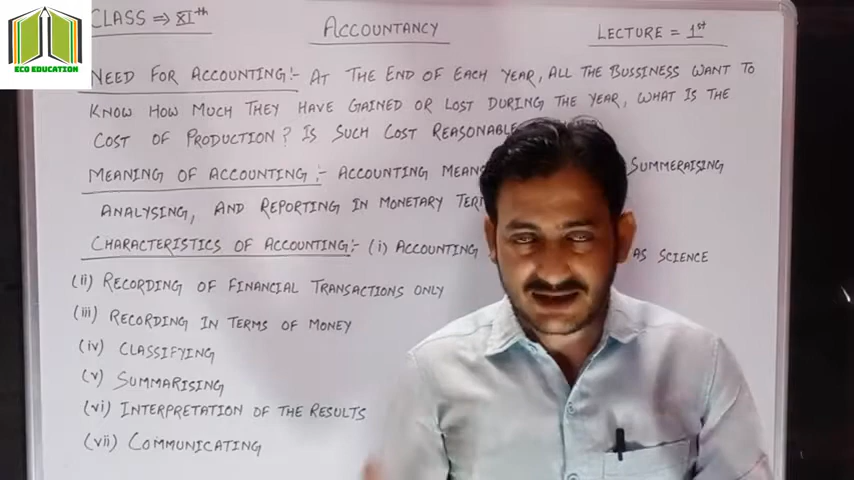 CLASS ⇒ XIth
ACCOUNTANCY
LECTURE = 1st
ECO EDUCATION
NEED FOR ACCOUNTING:- AT THE END OF EACH YEAR, ALL THE BUSSINESS WANT TO
KNOW HOW MUCH THEY HAVE GAINED OR LOST DURING THE YEAR, WHAT IS THE
COST OF PRODUCTION? IS SUCH COST REASONABLE
MEANING OF ACCOUNTING:- ACCOUNTING MEANS SUMMERAISING
ANALYSING, AND REPORTING IN MONETARY
CHARACTERISTICS OF ACCOUNTING:- (i) ACCOUNTING AS SCIENCE
(ii) RECORDING OF FINANCIAL TRANSACTIONS ONLY
(iii) RECORDING IN TERMS OF MONEY
(iv) CLASSIFYING
(v) SUMMARISING
(vi) INTERPRETATION OF THE RESULTS
(vii) COMMUNICATING